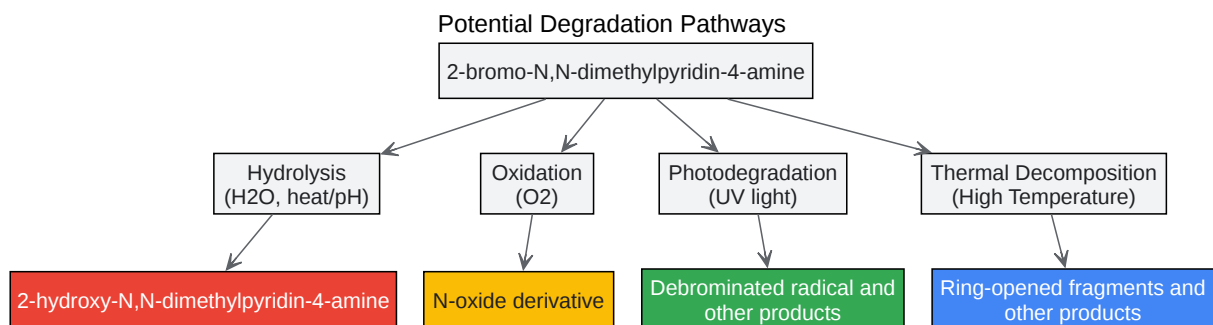 Potential Degradation Pathways
2-bromo-N,N-dimethylpyridin-4-amine
Hydrolysis
(H2O, heat/pH)
Oxidation
(O2)
Photodegradation
(UV light)
Thermal Decomposition
(High Temperature)
2-hydroxy-N,N-dimethylpyridin-4-amine
N-oxide derivative
Debrominated radical and
other products
Ring-opened fragments and
other products